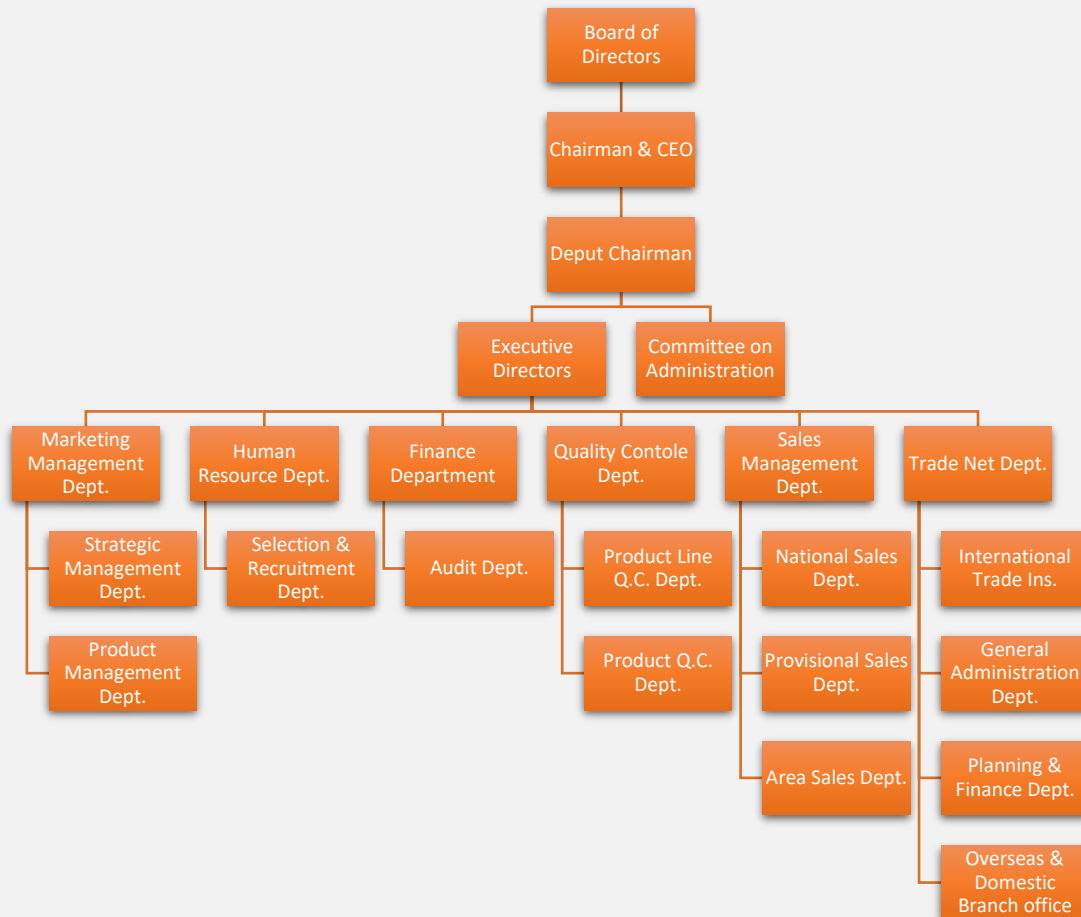 Board of
Directors
Chairman & CEO
Deput Chairman
Executive
Directors
Committee on
Administration
Marketing
Management
Dept.
Human
Resource Dept.
Finance
Department
Quality Contole
Dept.
Sales
Management
Dept.
Trade Net Dept.
Strategic
Management
Dept.
Selection &
Recruitment
Dept.
Audit Dept.
Product Line
Q.C. Dept.
National Sales
Dept.
International
Trade Ins.
Product
Management
Dept.
Product Q.C.
Dept.
Provisional Sales
Dept.
General
Administration
Dept.
Area Sales Dept.
Planning &
Finance Dept.
Overseas &
Domestic
Branch office